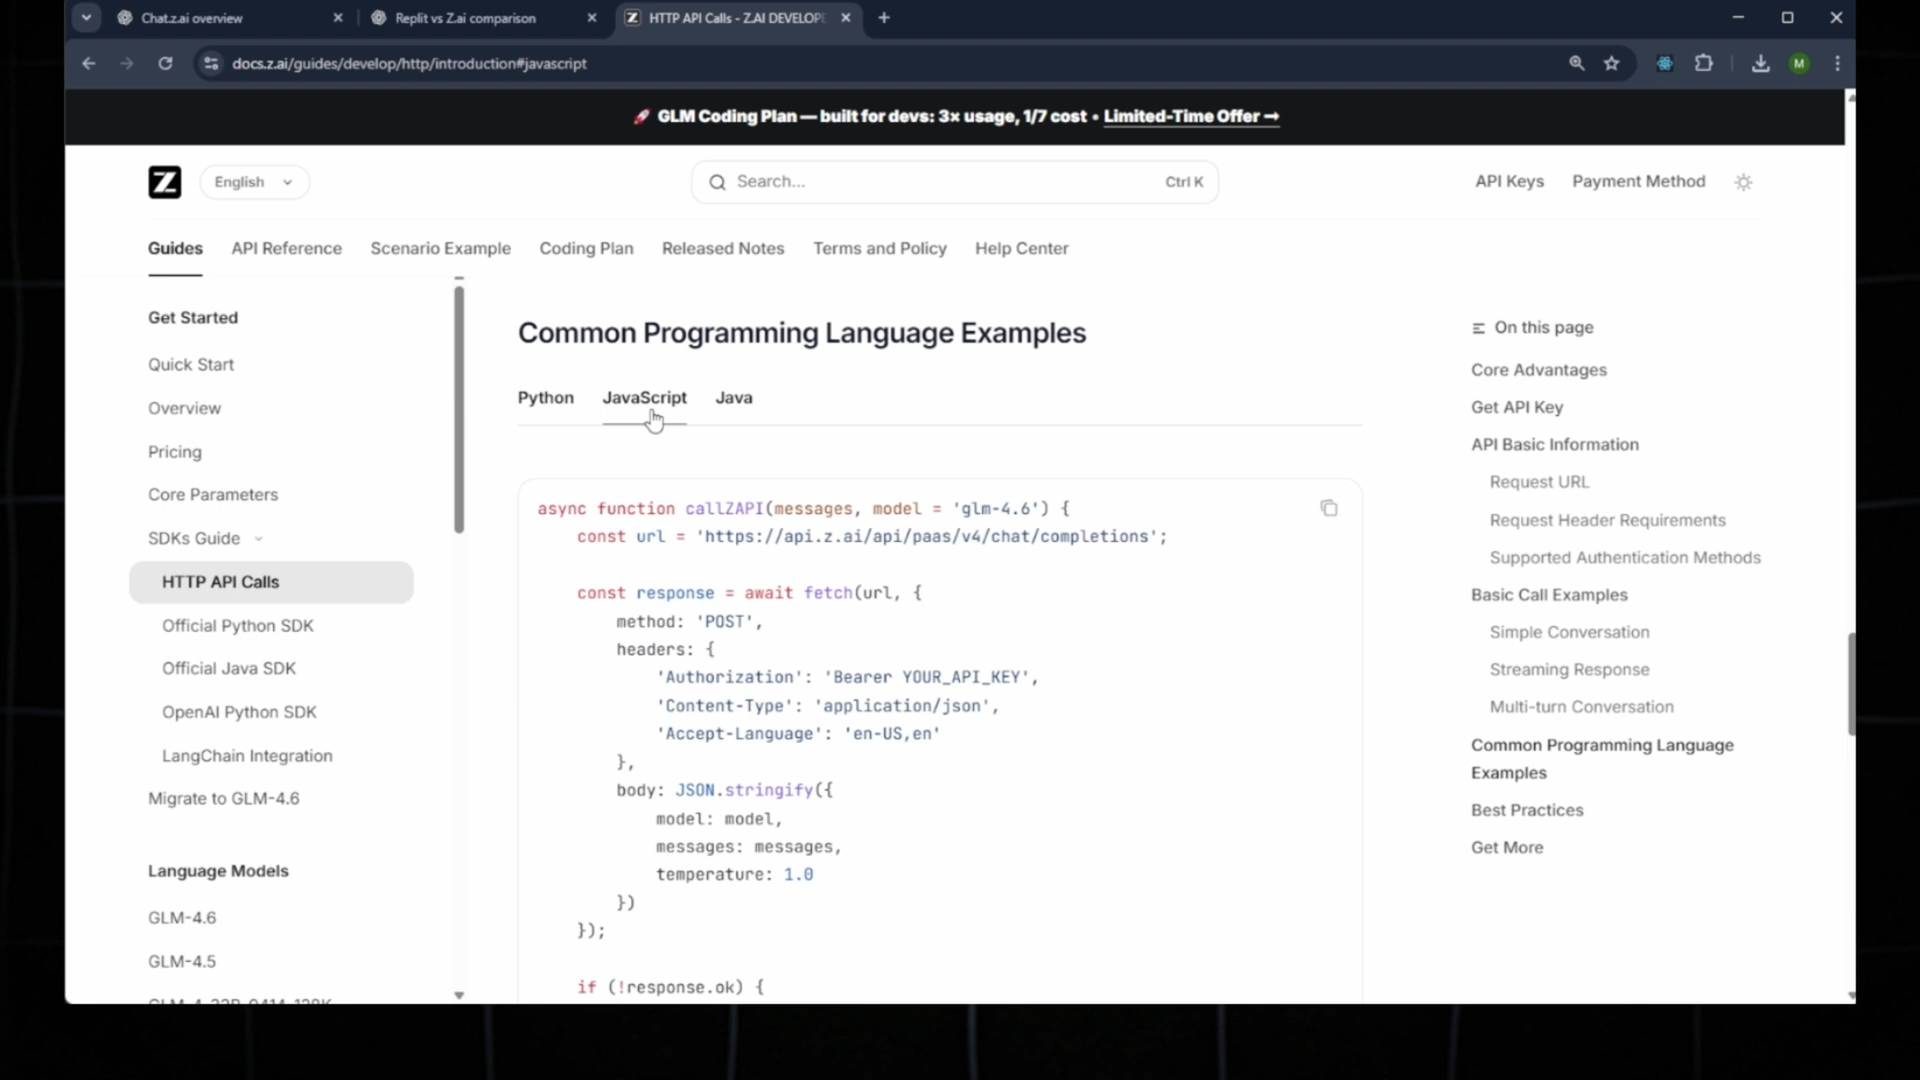 Chat.z.ai overview
Replit vs Z.ai comparison
HTTP API Calls - Z.AI DEVELOPE
docs.z.ai/guides/develop/http/introduction#javascript
M
🚀 GLM Coding Plan — built for devs: 3× usage, 1/7 cost • Limited-Time Offer →
Z
English
Search...
Ctrl K
API Keys
Payment Method
Guides
API Reference
Scenario Example
Coding Plan
Released Notes
Terms and Policy
Help Center
Get Started
Quick Start
Overview
Pricing
Core Parameters
SDKs Guide
HTTP API Calls
Official Python SDK
Official Java SDK
OpenAI Python SDK
LangChain Integration
Migrate to GLM-4.6
Language Models
GLM-4.6
GLM-4.5
Common Programming Language Examples
Python
JavaScript
Java
async function callZAPI(messages, model = 'glm-4.6') {
const url = 'https://api.z.ai/api/paas/v4/chat/completions';
const response = await fetch(url, {
method: 'POST',
headers: {
'Authorization': 'Bearer YOUR_API_KEY',
'Content-Type': 'application/json',
'Accept-Language': 'en-US,en'
},
body: JSON.stringify({
model: model,
messages: messages,
temperature: 1.0
})
});
if (!response.ok) {
On this page
Core Advantages
Get API Key
API Basic Information
Request URL
Request Header Requirements
Supported Authentication Methods
Basic Call Examples
Simple Conversation
Streaming Response
Multi-turn Conversation
Common Programming Language
Examples
Best Practices
Get More